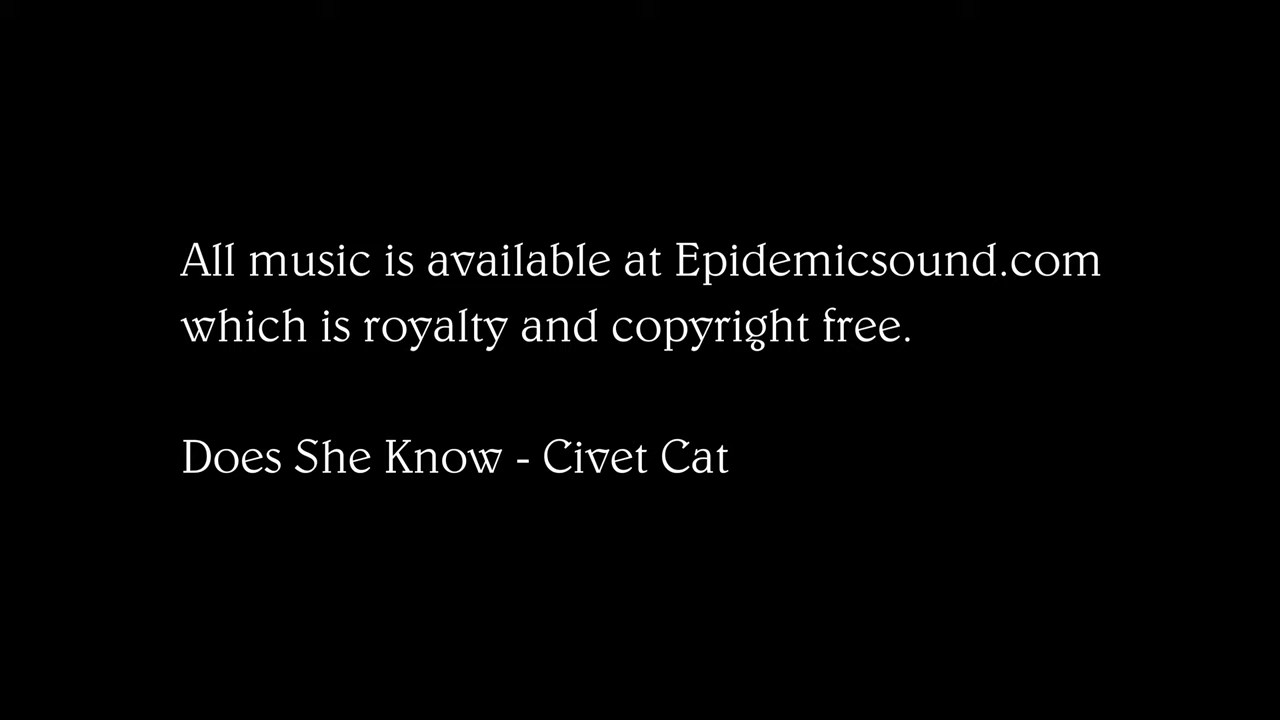 All music is available at Epidemicsound.com
which is royalty and copyright free.
Does She Know - Civet Cat